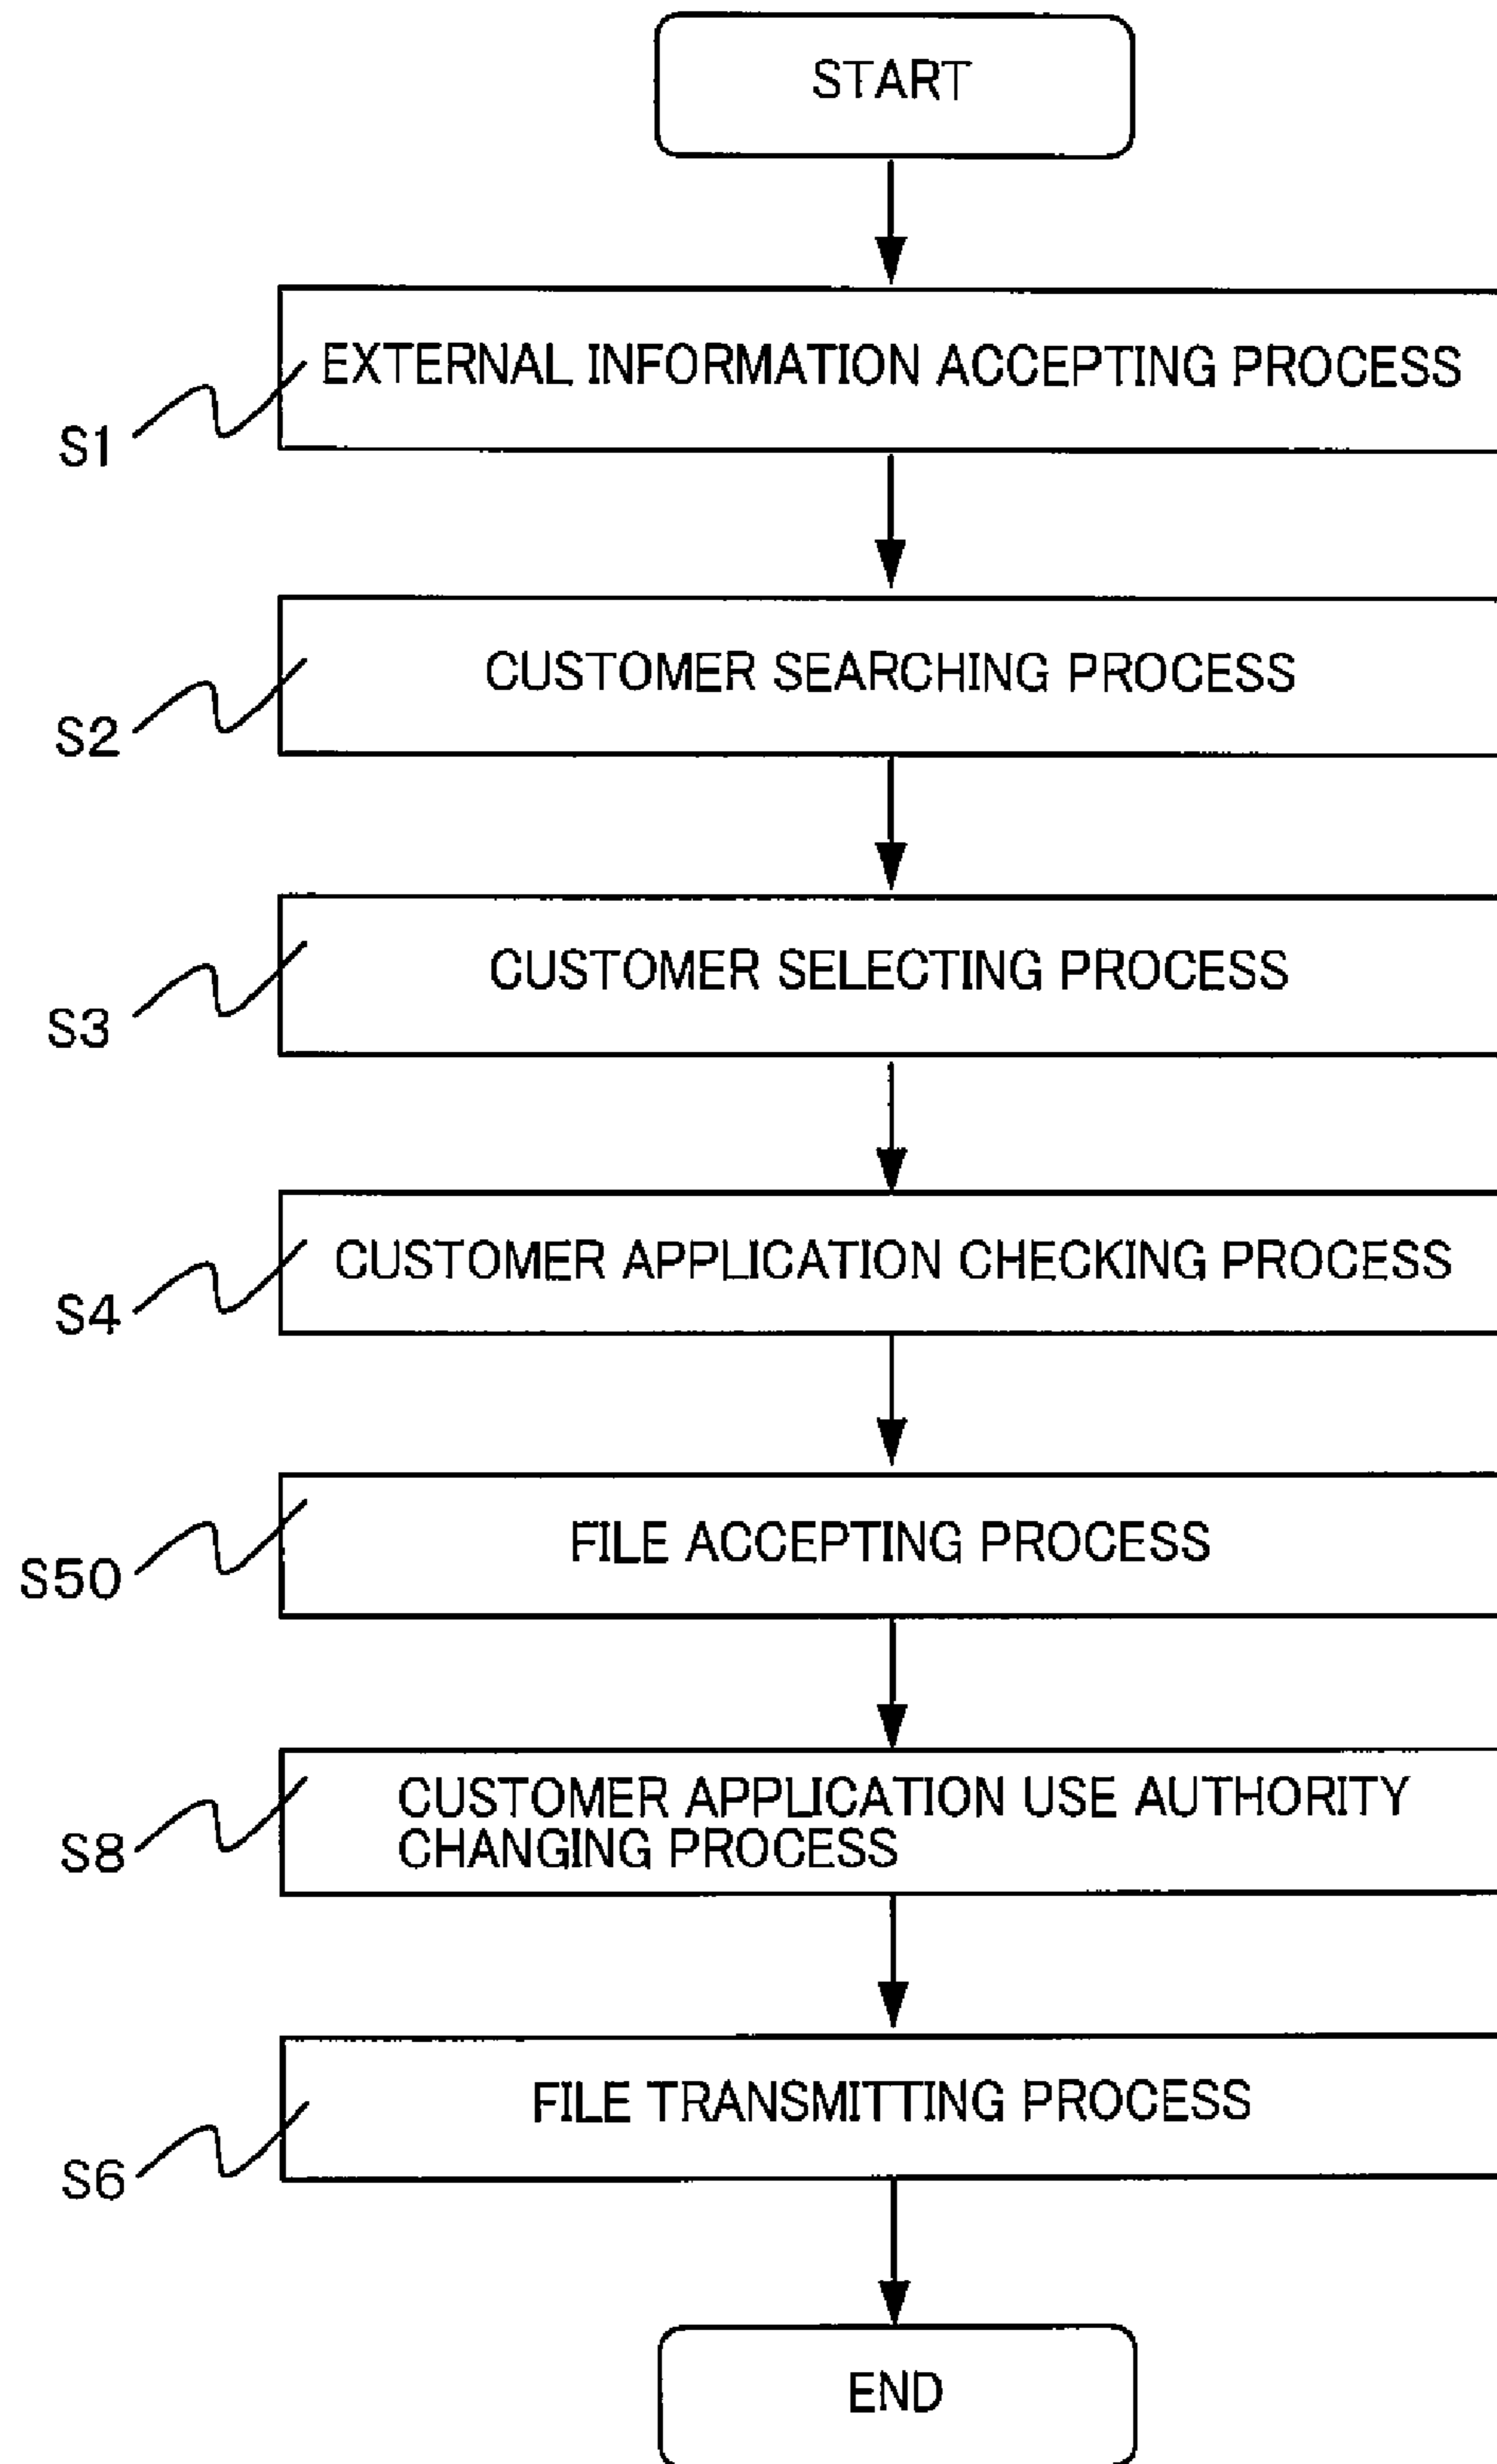 START
EXTERNAL INFORMATION ACCEPTING PROCESS
S1
CUSTOMER SEARCHING PROCESS
S2
CUSTOMER SELECTING PROCESS
S3
CUSTOMER APPLICATION CHECKING PROCESS
S4
FILE ACCEPTING PROCESS
S50
CUSTOMER APPLICATION USE AUTHORITY
CHANGING PROCESS
S8
FILE TRANSMITTING PROCESS
S6
END